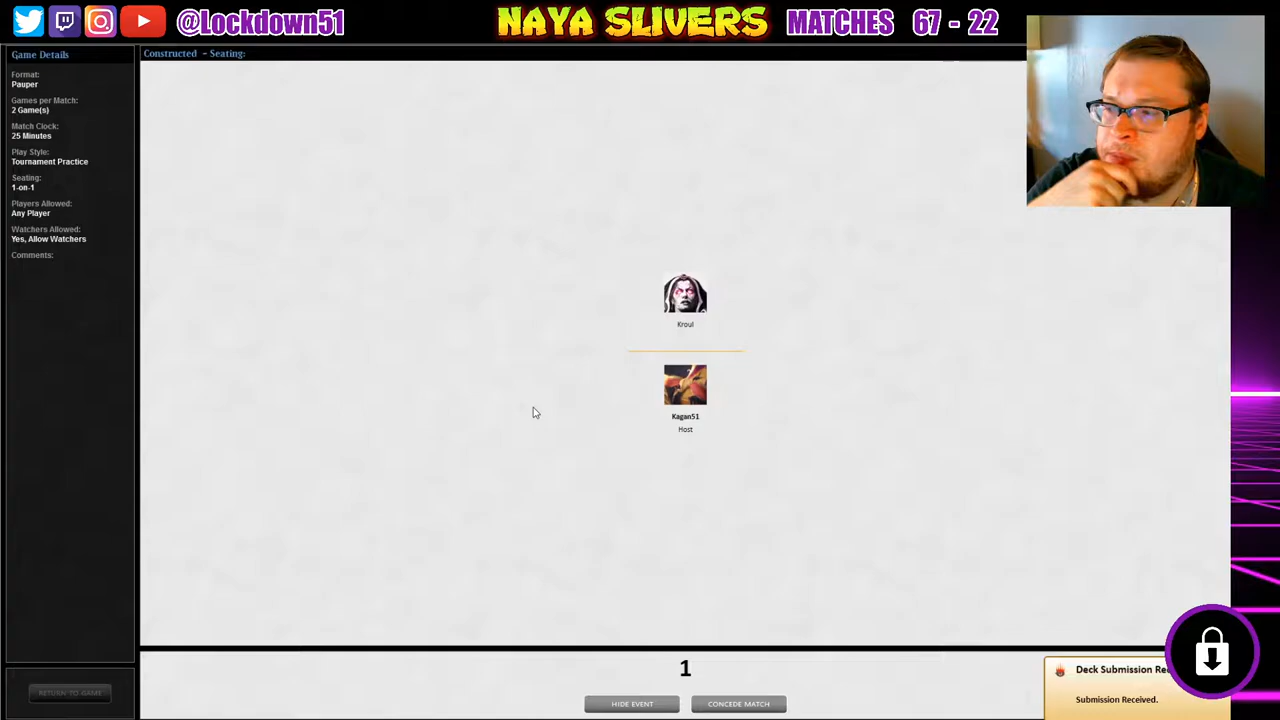 @Lockdown51
NAYA SLIVERS
MATCHES 67 - 22
Game Details
Constructed - Seating:
Format:
Pauper
Games per Match:
2 Game(s)
Match Clock:
25 Minutes
Play Style:
Tournament Practice
Seating:
1-on-1
Players Allowed:
Any Player
Watchers Allowed:
Yes, Allow Watchers
Comments:
Kroul
Kagan51
Host
1
RETURN TO GAME
HIDE EVENT
CONCEDE MATCH
Deck Submission Re
Submission Received.